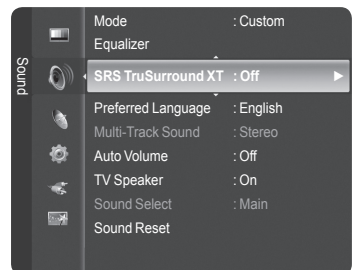 Sound
Mode : Custom
Equalizer
SRS TruSurround XT : Off
Preferred Language : English
Multi-Track Sound : Stereo
Auto Volume : Off
TV Speaker : On
Sound Select : Main
Sound Reset